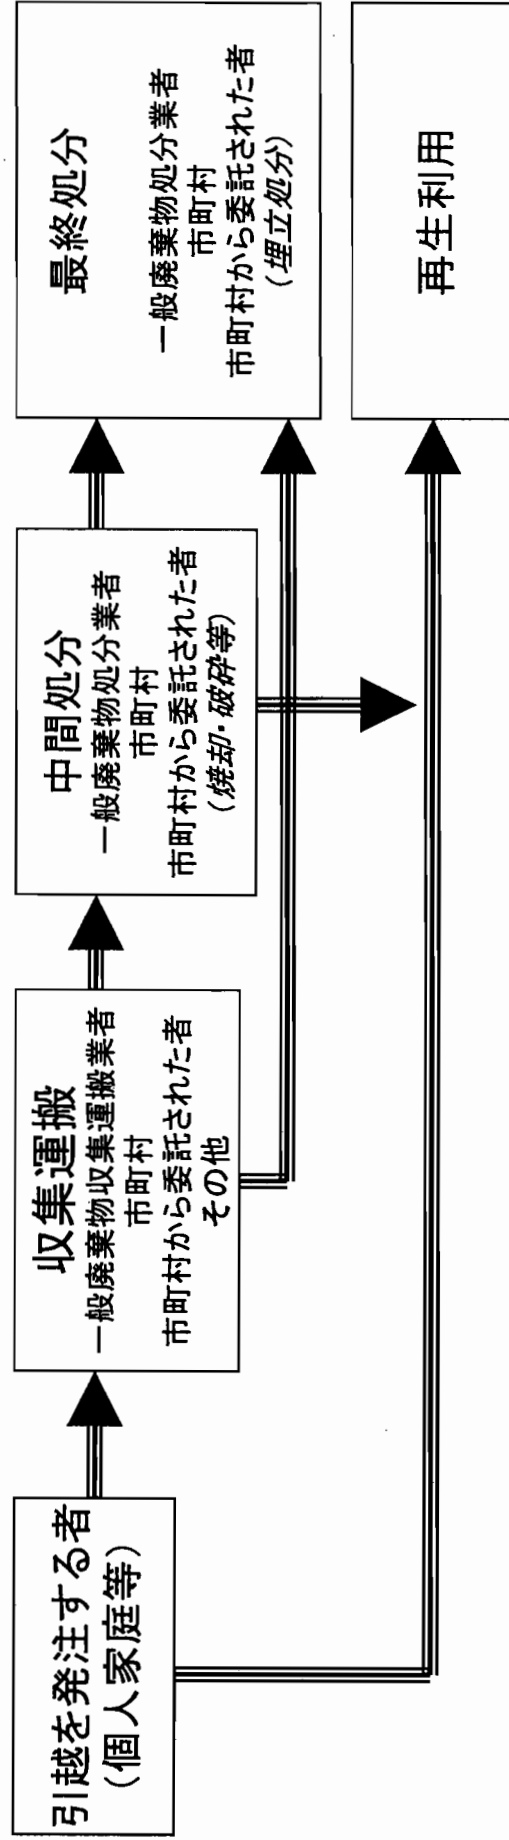 引越を発注する者
(個人家庭等)
収集運搬
一般廃棄物収集運搬業者
市町村
市町村から委託された者
その他
中間処分
一般廃棄物処分業者
市町村
市町村から委託された者
(焼却・破砕等)
最終処分
一般廃棄物処分業者
市町村
市町村から委託された者
(埋立処分)
再生利用